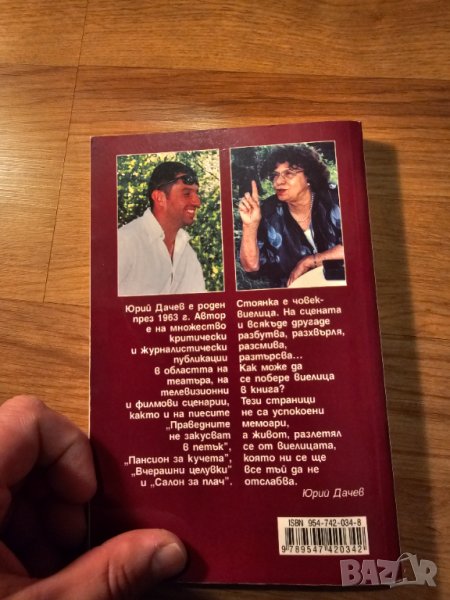 Юрий Дачев е роден
през 1963 г. Автор
е на множество
критически
и журналистически
публикации
в областта на
театъра, на
телевизионни
и филмови сценарии,
както и на пиесите
„Праведните
не закусват
в петък",
„Пансион за кучета",
„Вчерашни целувки"
и „Салон за плач".
Стоянка е човек-
виелица. На сцената
и всякъде другаде
разбутва, разхвърля,
разсмива,
разтърсва...
Как може да
се побере виелица
в книга?
Тези страници
не са успокоени
мемоари,
а живот, разлетял
се от виелицата,
която ни се ще
все тъй да не
отслабва.
Юрий Дачев
ISBN 954-742-034-8
9 789547 420342
BAZAR